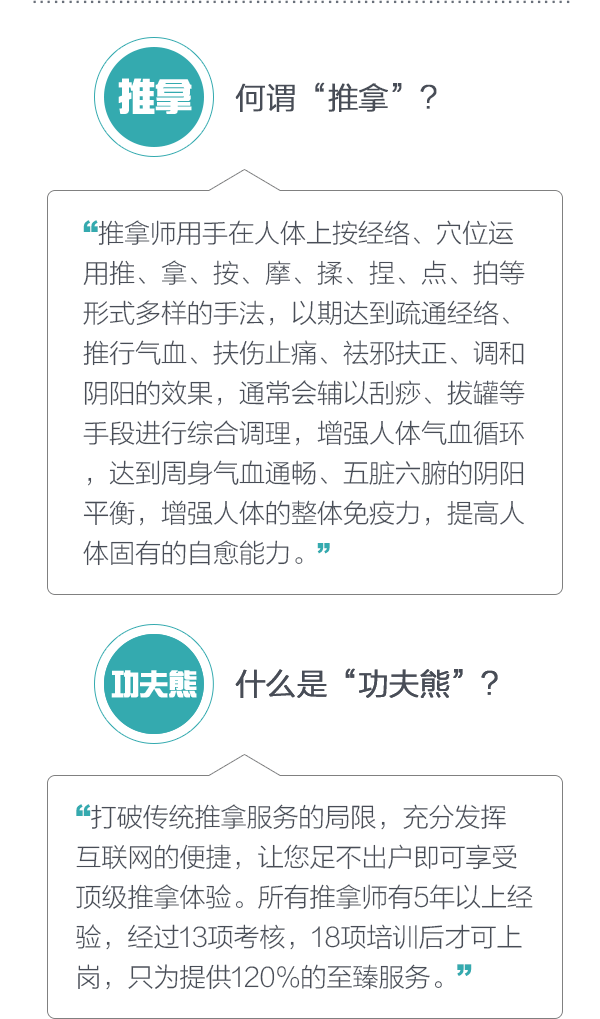 推拿
何谓“推拿”？
“推拿师用手在人体上按经络、穴位运
用推、拿、按、摩、揉、捏、点、拍等
形式多样的手法，以期达到疏通经络、
推行气血、扶伤止痛、祛邪扶正、调和
阴阳的效果，通常会辅以刮痧、拔罐等
手段进行综合调理，增强人体气血循环
，达到周身气血通畅、五脏六腑的阴阳
平衡，增强人体的整体免疫力，提高人
体固有的自愈能力。”
功夫熊
什么是“功夫熊”？
“打破传统推拿服务的局限，充分发挥
互联网的便捷，让您足不出户即可享受
顶级推拿体验。所有推拿师有5年以上经
验，经过13项考核，18项培训后才可上
岗，只为提供120%的至臻服务。”